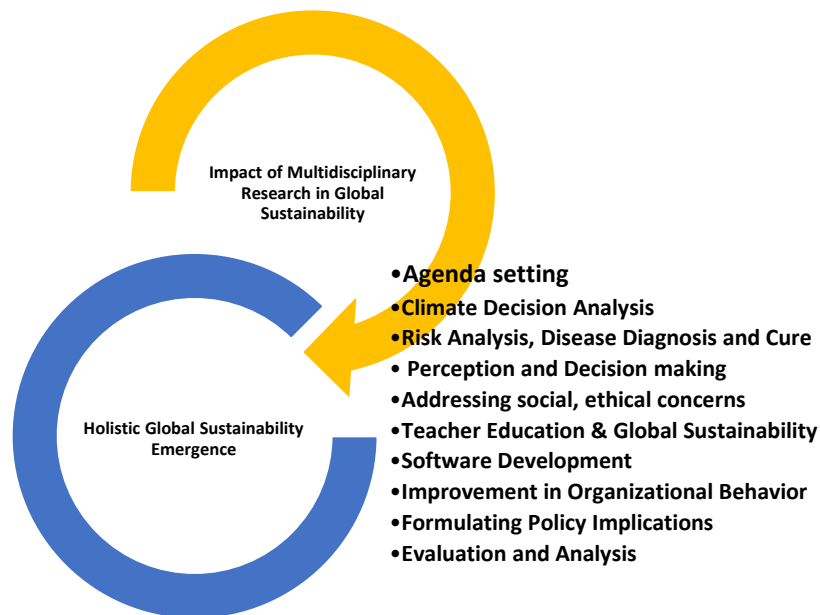 Impact of Multidisciplinary
Research in Global
Sustainability
•Agenda setting
•Climate Decision Analysis
•Risk Analysis, Disease Diagnosis and Cure
• Perception and Decision making
•Addressing social, ethical concerns
•Teacher Education & Global Sustainability
•Software Development
•Improvement in Organizational Behavior
•Formulating Policy Implications
•Evaluation and Analysis
Holistic Global Sustainability
Emergence